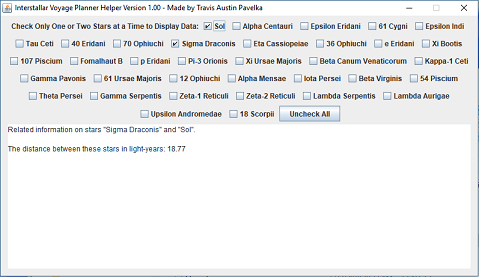 Interstallar Voyage Planner Helper Version 1.00 - Made by Travis Austin Pavelka
Check Only One or Two Stars at a Time to Display Data: Sol Alpha Centauri Epsilon Eridani 61 Cygni Epsilon Indi
Tau Ceti 40 Eridani 70 Ophiuchi Sigma Draconis Eta Cassiopeiae 36 Ophiuchi e Eridani Xi Bootis
107 Piscium Fomalhaut B p Eridani Pi-3 Orionis Xi Ursae Majoris Beta Canum Venaticorum Kappa-1 Ceti
Gamma Pavonis 61 Ursae Majoris 12 Ophiuchi Alpha Mensae Iota Persei Beta Virginis 54 Piscium
Theta Persei Gamma Serpentis Zeta-1 Reticuli Zeta-2 Reticuli Lambda Serpentis Lambda Aurigae
Upsilon Andromedae 18 Scorpii Uncheck All
Related information on stars "Sigma Draconis" and "Sol".
The distance between these stars in light-years: 18.77